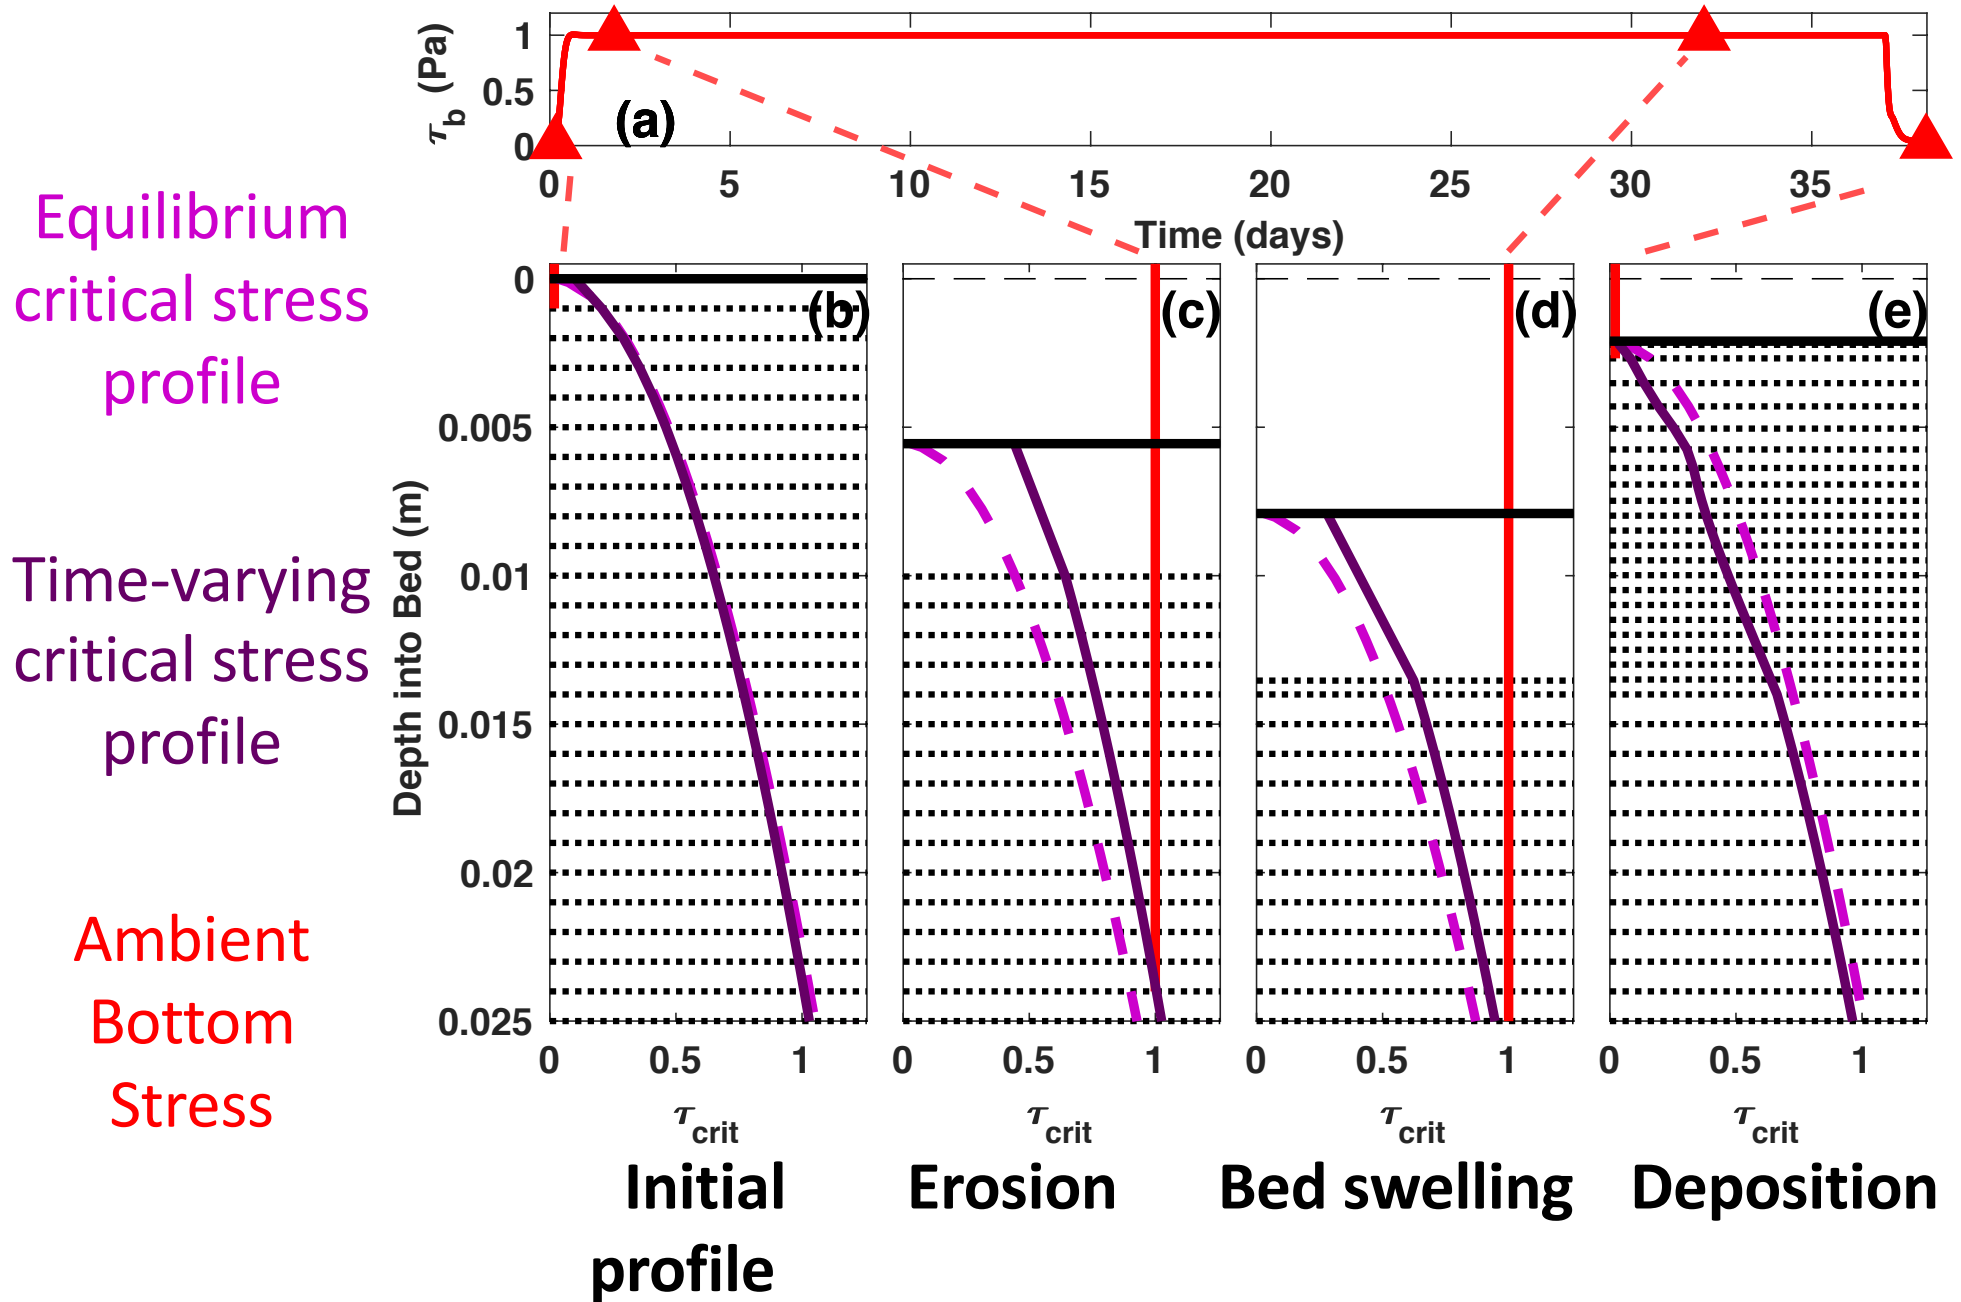 τb (Pa)
1
0.5
0
(a)
0 5 10 15 20 25 30 35
Time (days)
Equilibrium
critical stress
profile
Time-varying
critical stress
profile
Ambient
Bottom
Stress
Depth into Bed (m)
0
0.005
0.01
0.015
0.02
0.025
(b)
(c)
(d)
(e)
0 0.5 1
0 0.5 1
0 0.5 1
0 0.5 1
τcrit
τcrit
τcrit
τcrit
Initial
profile
Erosion
Bed swelling
Deposition